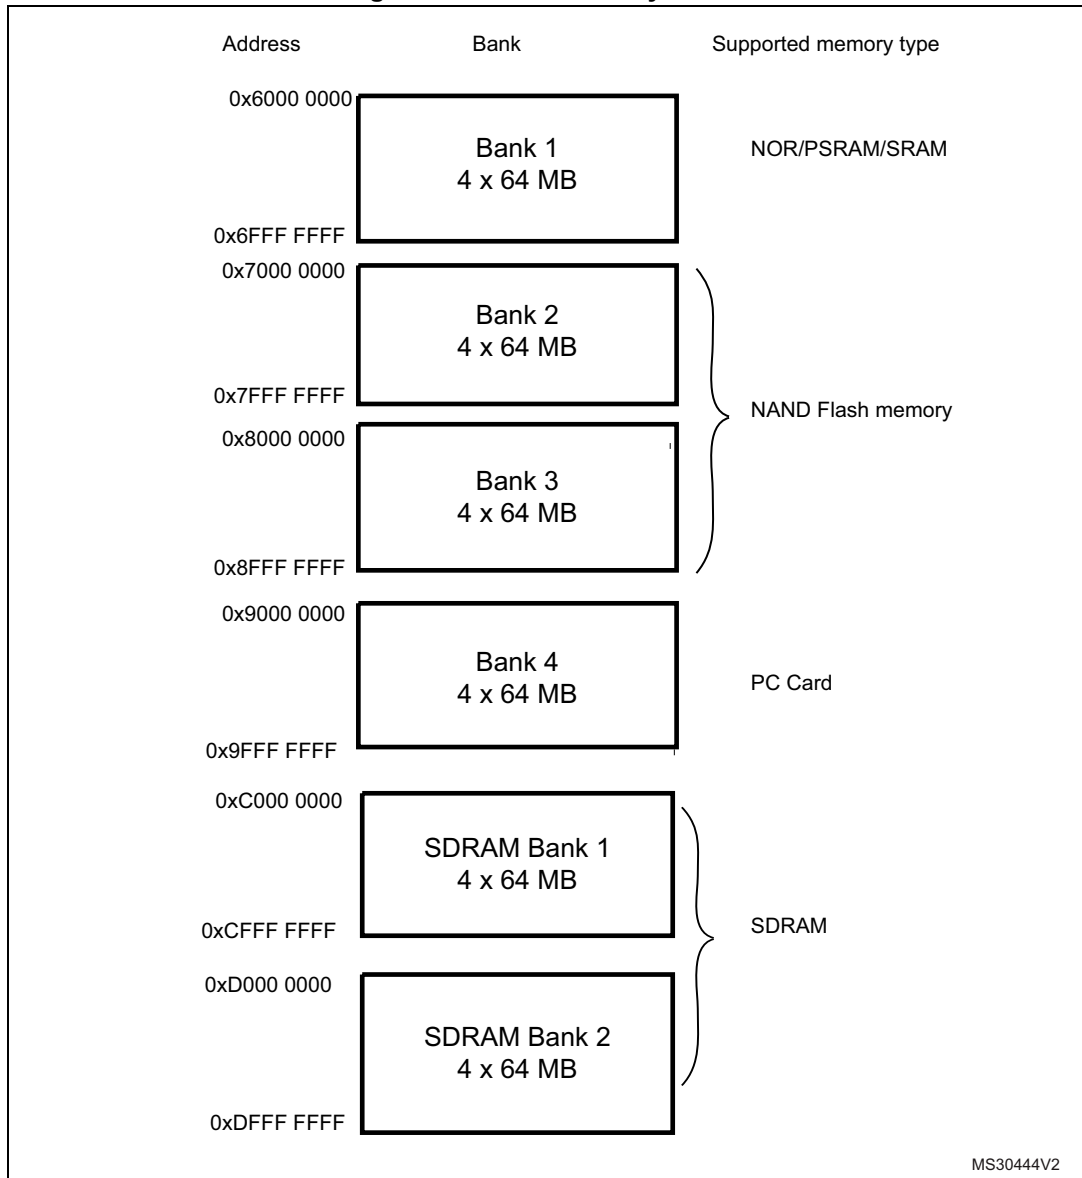 Address Bank Supported memory type
0x6000 0000
Bank 1
4 x 64 MB
NOR/PSRAM/SRAM
0x6FFF FFFF
0x7000 0000
Bank 2
4 x 64 MB
0x7FFF FFFF
NAND Flash memory
0x8000 0000
Bank 3
4 x 64 MB
0x8FFF FFFF
0x9000 0000
Bank 4
4 x 64 MB
PC Card
0x9FFF FFFF
0xC000 0000
SDRAM Bank 1
4 x 64 MB
0xCFFF FFFF
SDRAM
0xD000 0000
SDRAM Bank 2
4 x 64 MB
0xDFFF FFFF
MS30444V2